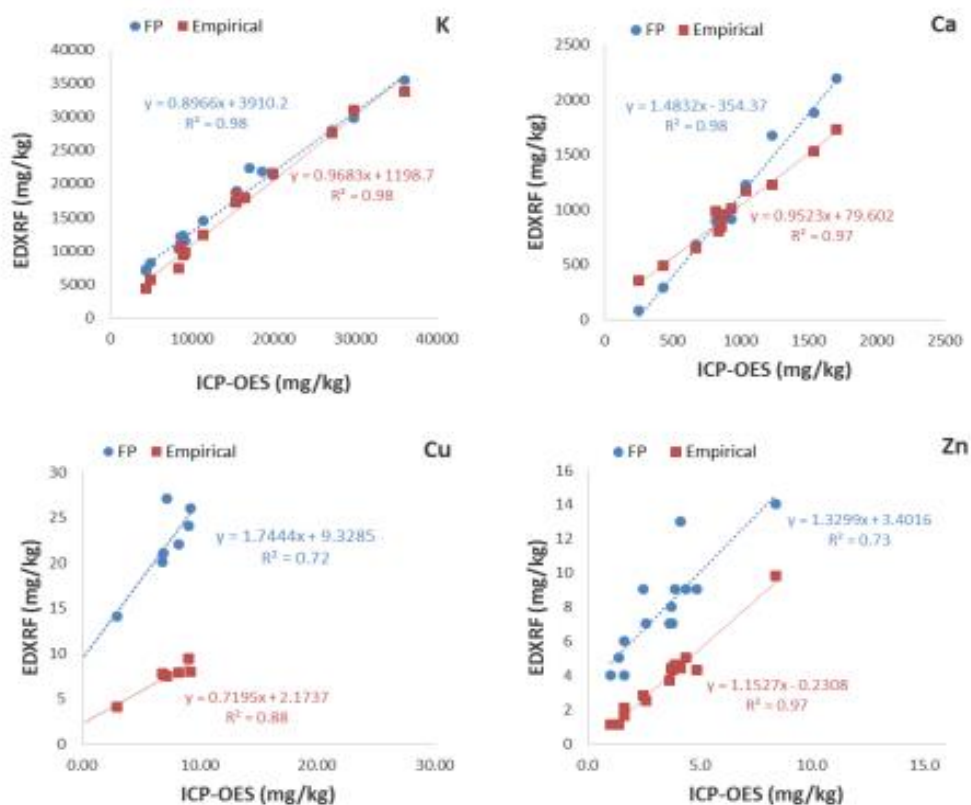 FP Empirical K
40000
35000
30000
25000
20000
15000
10000
5000
0
y = 0.8966x + 3910.2
R² = 0.98
y = 0.9683x + 1198.7
R² = 0.98
0 10000 20000 30000 40000
EDXRF (mg/kg)
ICP-OES (mg/kg)
FP Empirical Ca
2500
2000
1500
1000
500
0
y = 1.4832x - 354.37
R² = 0.98
y = 0.9523x + 79.602
R² = 0.97
0 500 1000 1500 2000 2500
EDXRF (mg/kg)
ICP-OES (mg/kg)
FP Empirical Cu
30
25
20
15
10
5
0
y = 1.7444x + 9.3285
R² = 0.72
y = 0.7195x + 2.1737
R² = 0.88
0.00 10.00 20.00 30.00
EDXRF (mg/kg)
ICP-OES (mg/kg)
FP Empirical Zn
16
14
12
10
8
6
4
2
0
y = 1.3299x + 3.4016
R² = 0.73
y = 1.1527x - 0.2308
R² = 0.97
0.0 5.0 10.0 15.0
EDXRF (mg/kg)
ICP-OES (mg/kg)